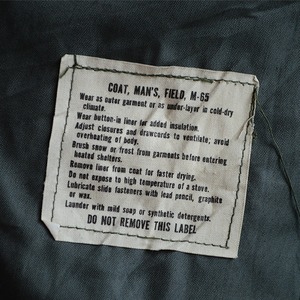 COAT, MAN'S, FIELD, M-65
Wear as outer garment or as under-layer in cold-dry
climate.
Wear button-in liner for added insulation.
Adjust closures and drawcords to ventilate; avoid
overheating of body.
Brush snow or frost from garments before entering
heated shelters.
Remove liner from coat for faster drying.
Do not expose to high temperature of a stove.
Lubricate slide fasteners with lead pencil, graphite
or wax.
Launder with mild soap or synthetic detergents.
DO NOT REMOVE THIS LABEL